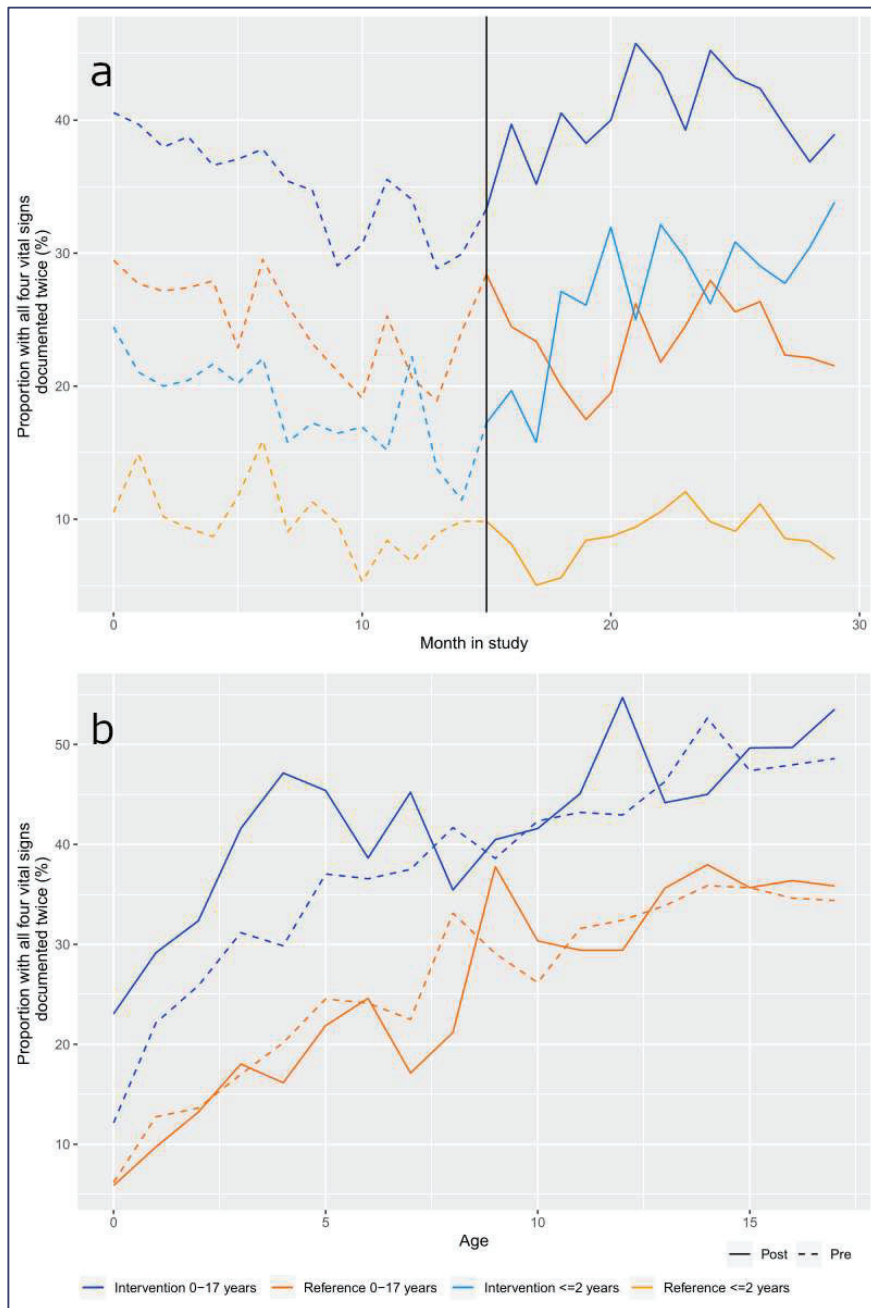 a
Proportion with all four vital signs
documented twice (%)
40
30
20
10
0
10
20
30
Month in study
b
Proportion with all four vital signs
documented twice (%)
50
40
30
20
10
0
5
10
15
Age
Post Pre
Intervention 0−17 years Reference 0−17 years Intervention <=2 years Reference <=2 years